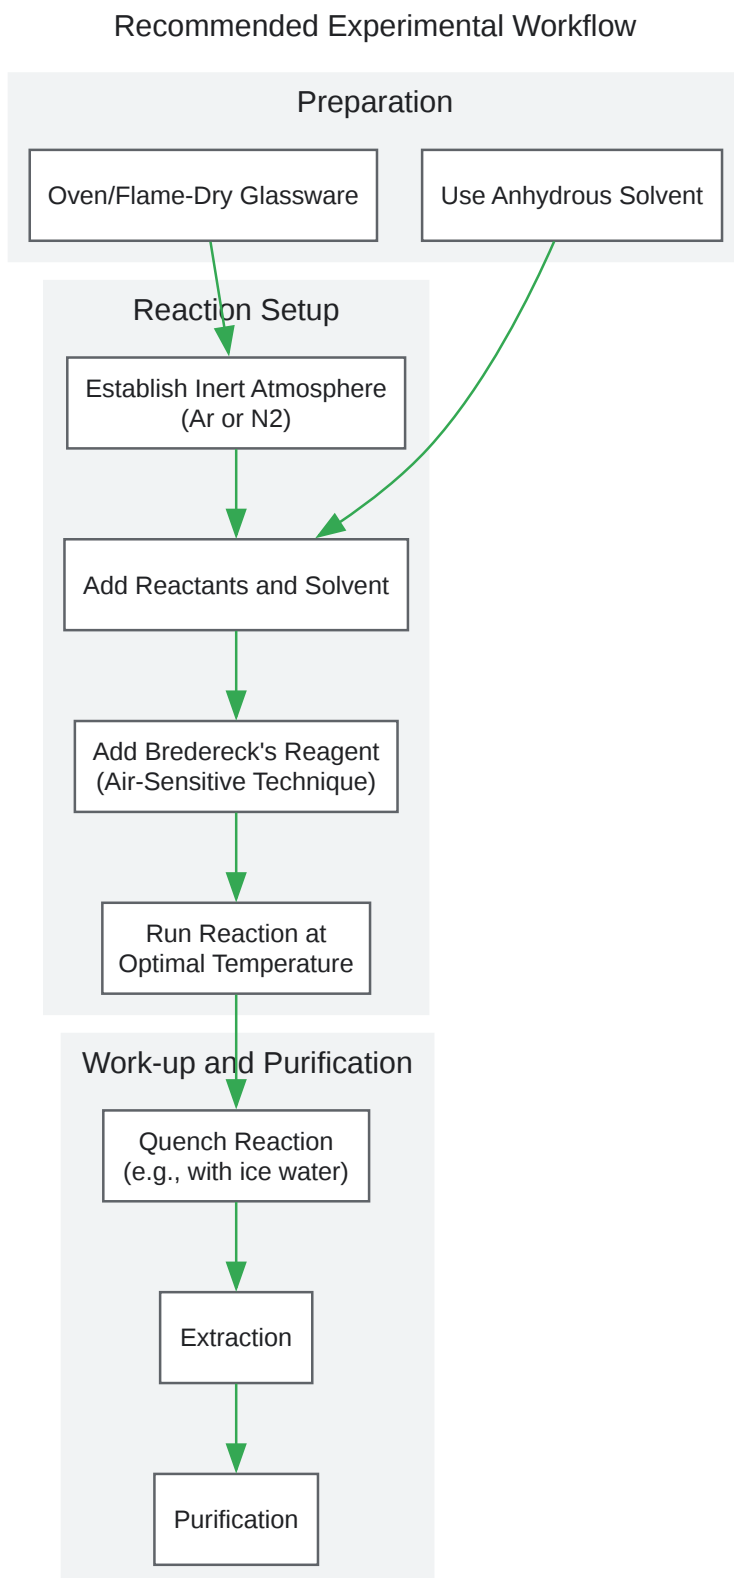 Recommended Experimental Workflow
Preparation
Oven/Flame-Dry Glassware
Use Anhydrous Solvent
Reaction Setup
Establish Inert Atmosphere
(Ar or N2)
Add Reactants and Solvent
Add Bredereck's Reagent
(Air-Sensitive Technique)
Run Reaction at
Optimal Temperature
Work-up and Purification
Quench Reaction
(e.g., with ice water)
Extraction
Purification